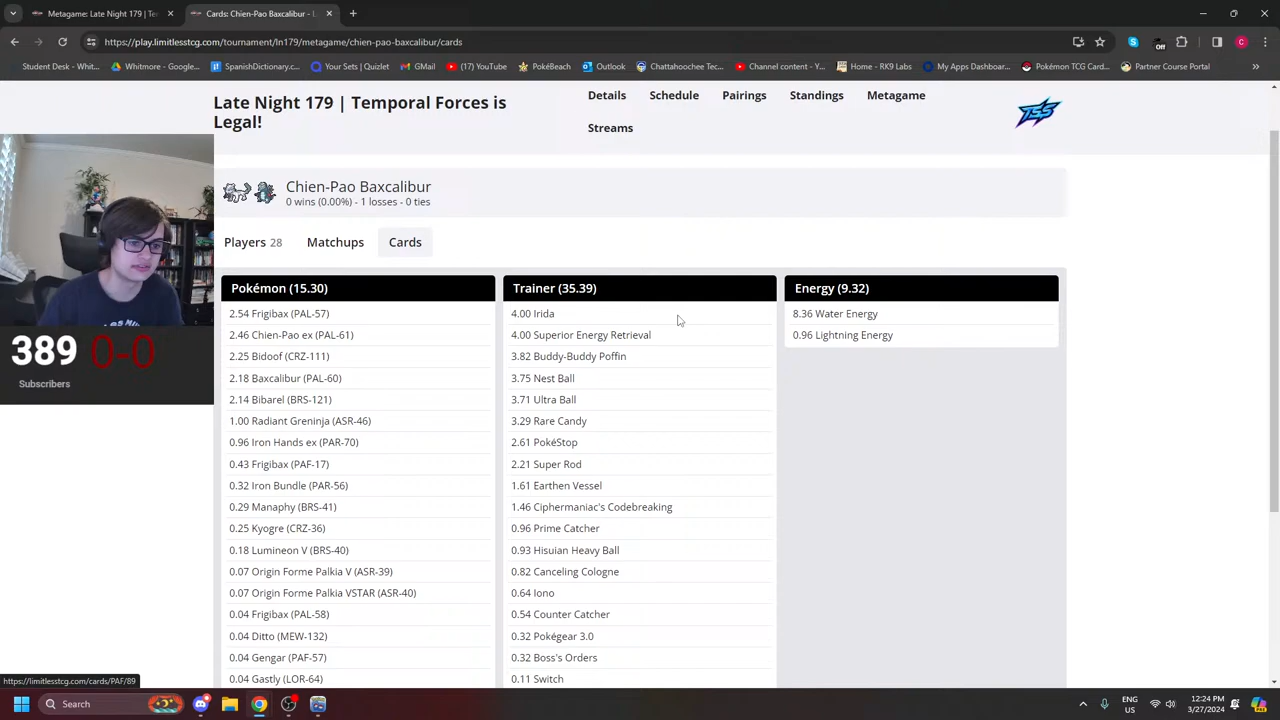 Metagame: Late Night 179 | Te
Cards: Chien-Pao Baxcalibur - L
https://play.limitlesstcg.com/tournament/ln179/metagame/chien-pao-baxcalibur/cards
Off
C
Student Desk - Whit...
Whitmore - Google...
SpanishDictionary.c...
Your Sets | Quizlet
GMail
(17) YouTube
PokéBeach
Outlook
Chattahoochee Tec...
Channel content - Y...
Home - RK9 Labs
My Apps Dashboar...
Pokémon TCG Card...
Partner Course Portal
Late Night 179 | Temporal Forces is
Legal!
Details
Schedule
Pairings
Standings
Metagame
Streams
TSS
Chien-Pao Baxcalibur
0 wins (0.00%) - 1 losses - 0 ties
Players 28
Matchups
Cards
389 0-0
Subscribers
Pokémon (15.30)
2.54 Frigibax (PAL-57)
2.46 Chien-Pao ex (PAL-61)
2.25 Bidoof (CRZ-111)
2.18 Baxcalibur (PAL-60)
2.14 Bibarel (BRS-121)
1.00 Radiant Greninja (ASR-46)
0.96 Iron Hands ex (PAR-70)
0.43 Frigibax (PAF-17)
0.32 Iron Bundle (PAR-56)
0.29 Manaphy (BRS-41)
0.25 Kyogre (CRZ-36)
0.18 Lumineon V (BRS-40)
0.07 Origin Forme Palkia V (ASR-39)
0.07 Origin Forme Palkia VSTAR (ASR-40)
0.04 Frigibax (PAL-58)
0.04 Ditto (MEW-132)
0.04 Gengar (PAF-57)
0.04 Gastly (LOR-64)
Trainer (35.39)
4.00 Irida
4.00 Superior Energy Retrieval
3.82 Buddy-Buddy Poffin
3.75 Nest Ball
3.71 Ultra Ball
3.29 Rare Candy
2.61 PokéStop
2.21 Super Rod
1.61 Earthen Vessel
1.46 Ciphermaniac's Codebreaking
0.96 Prime Catcher
0.93 Hisuian Heavy Ball
0.82 Canceling Cologne
0.64 Iono
0.54 Counter Catcher
0.32 Pokégear 3.0
0.32 Boss's Orders
0.11 Switch
Energy (9.32)
8.36 Water Energy
0.96 Lightning Energy
https://limitlesstcg.com/cards/PAF/89
Search
ENG
US
12:24 PM
3/27/2024